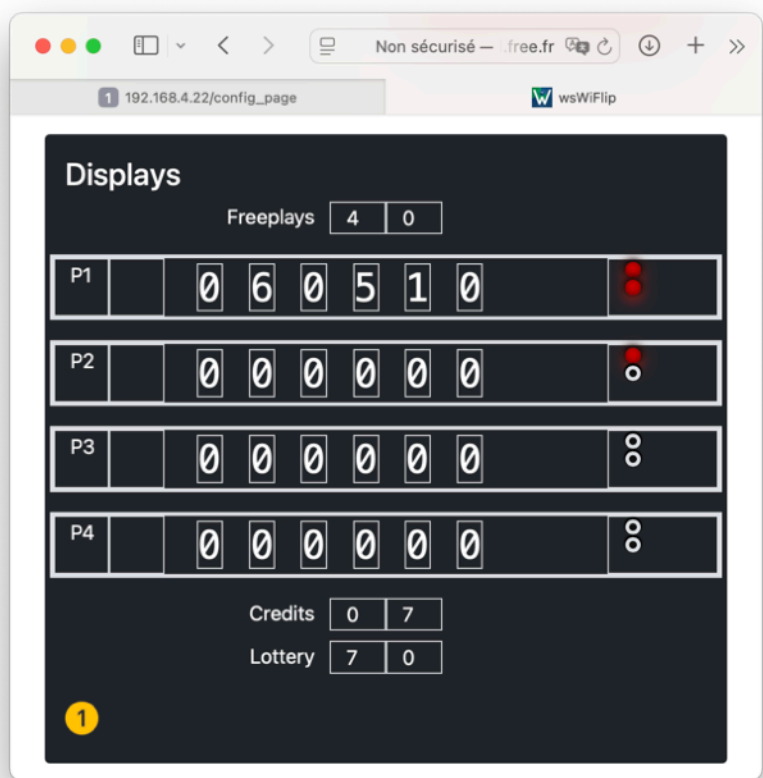 Non sécurisé — .free.fr
1 192.168.4.22/config_page
wsWiFlip
Displays
Freeplays 4 0
P1 0 6 0 5 1 0
P2 0 0 0 0 0 0
P3 0 0 0 0 0 0
P4 0 0 0 0 0 0
Credits 0 7
Lottery 7 0
1